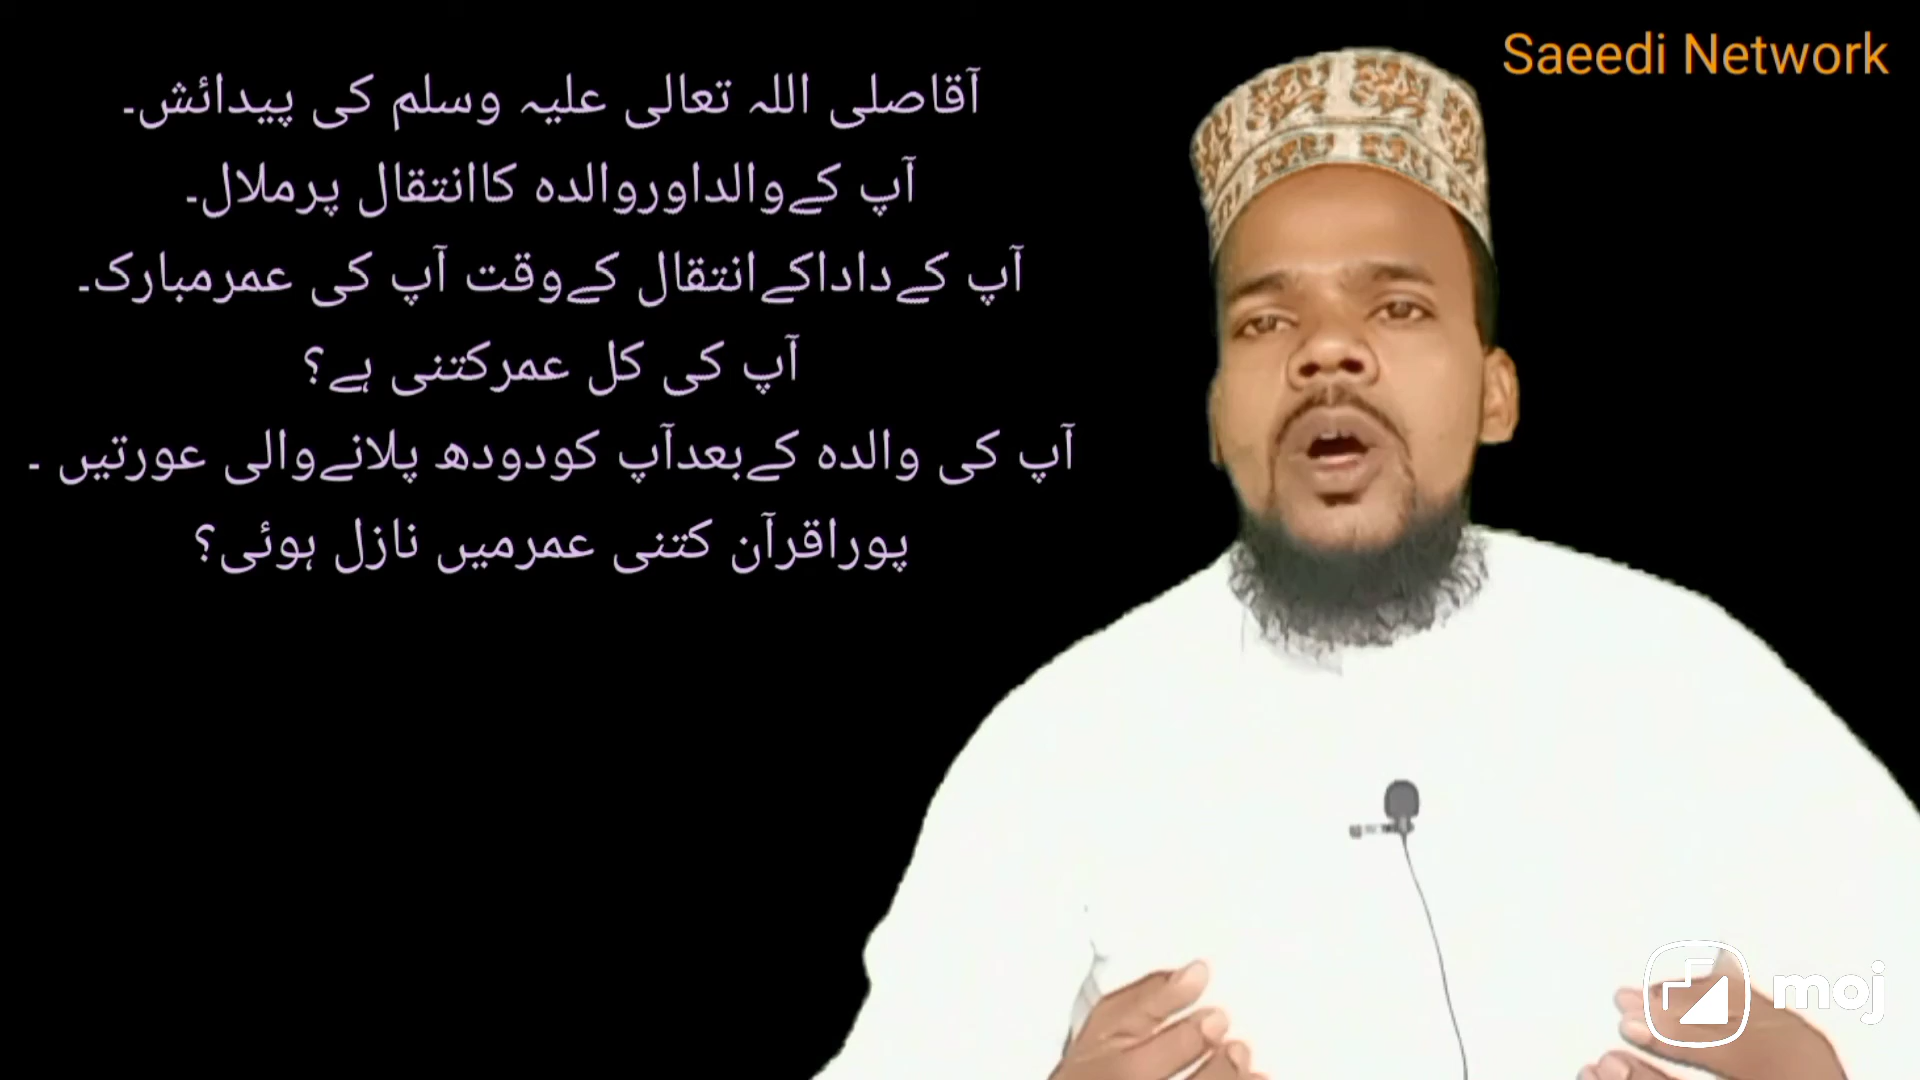 Saeedi Network
آقاصلی اللہ تعالی علیہ وسلم کی پیدائش۔
آپ کےوالداوروالدہ کاانتقال پرملال۔
آپ کےداداکےانتقال کےوقت آپ کی عمرمبارک۔
آپ کی کل عمرکتنی ہے؟
آپ کی والدہ کےبعدآپ کودودھ پلانےوالی عورتیں ۔
پوراقرآن کتنی عمرمیں نازل ہوئی؟
moj